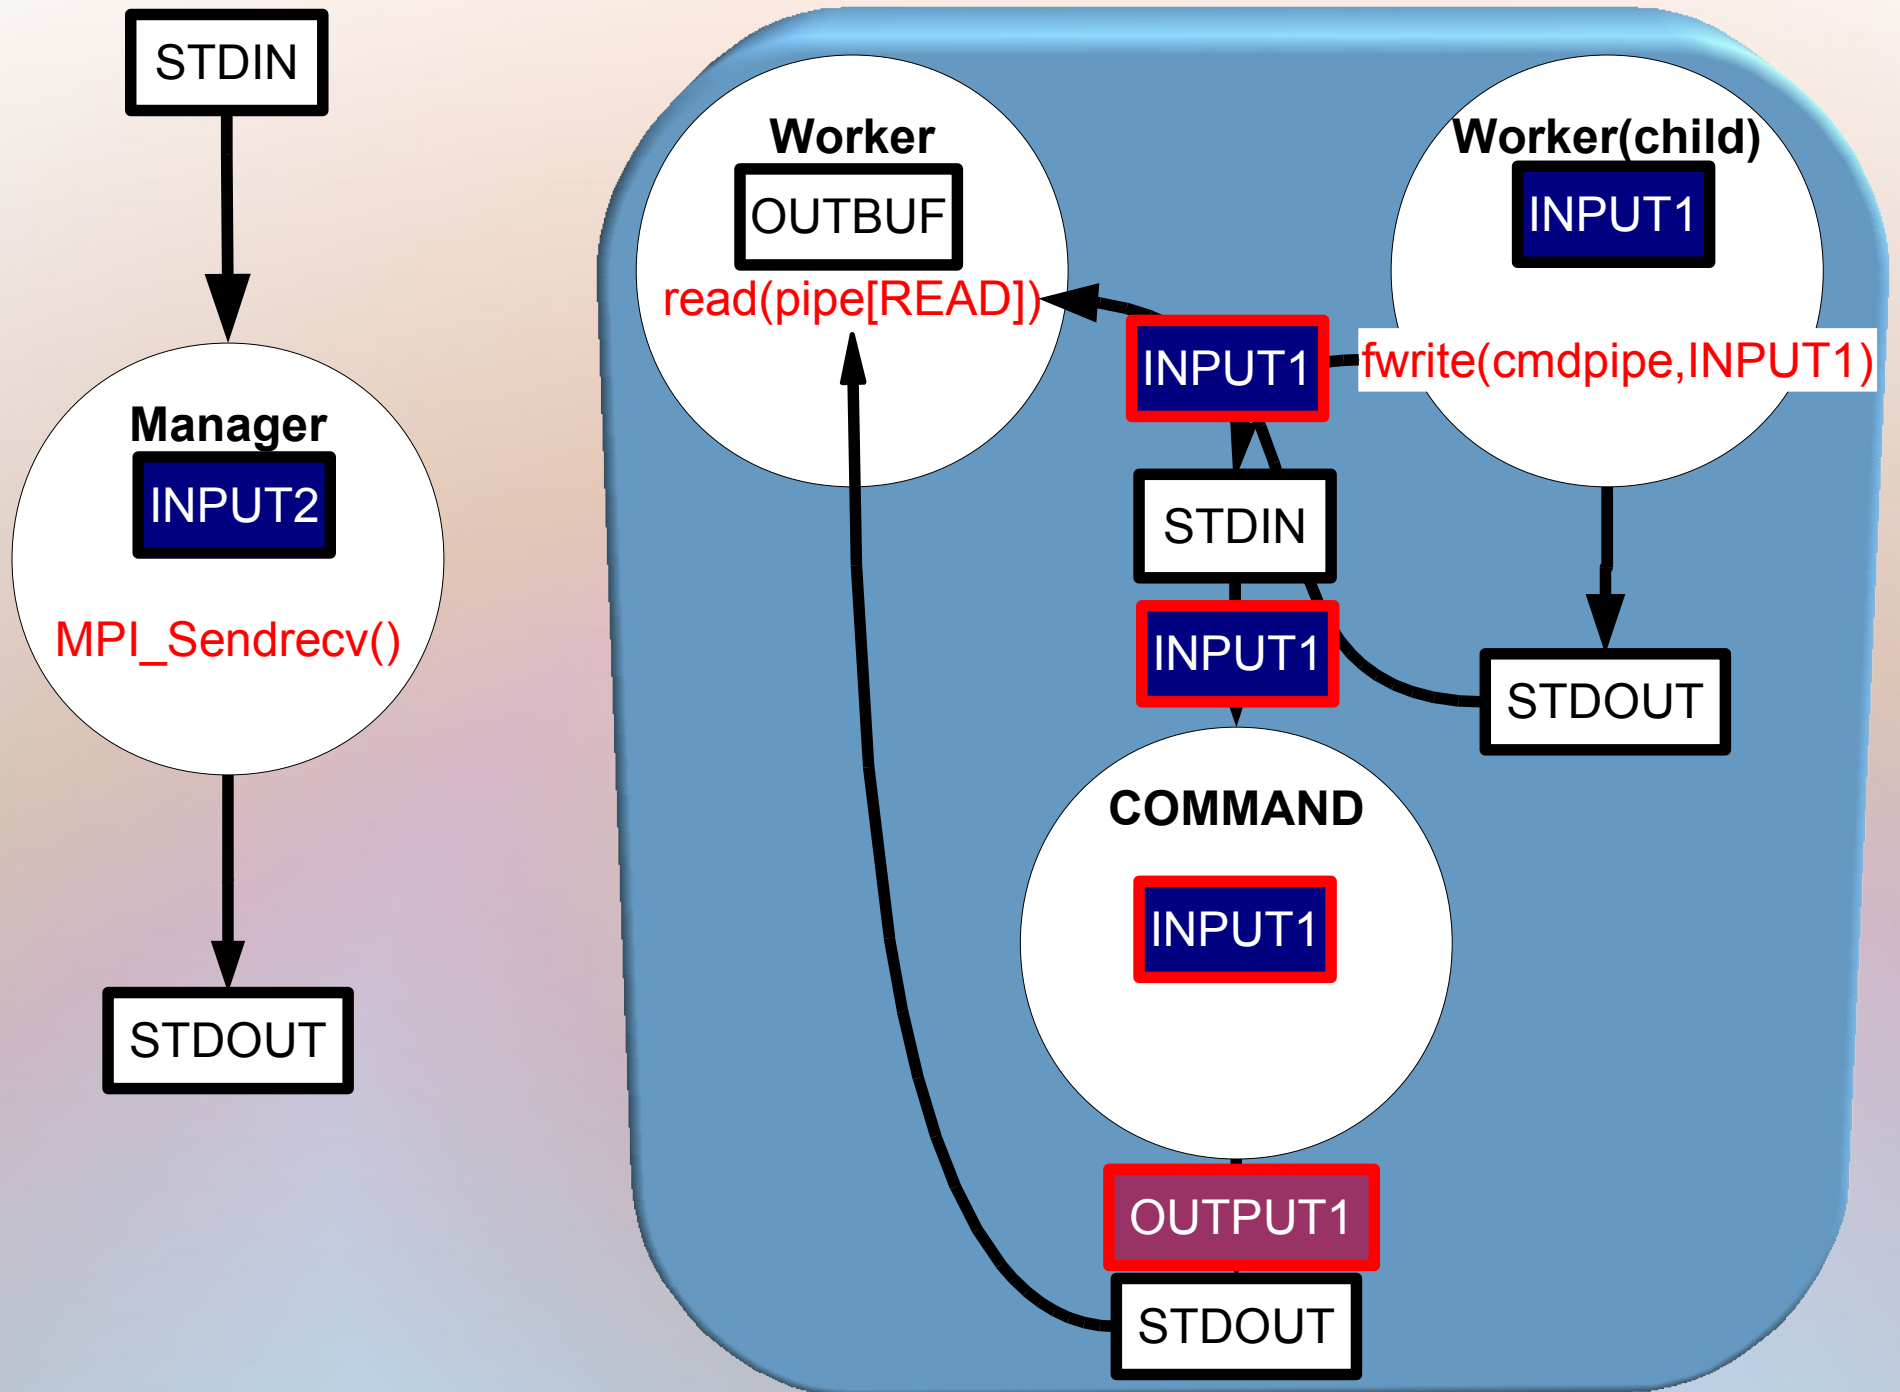 STDIN
Manager
INPUT2
MPI_Sendrecv()
STDOUT
Worker
OUTBUF
read(pipe[READ])
Worker(child)
INPUT1
fwrite(cmdpipe,INPUT1)
INPUT1
STDIN
INPUT1
STDOUT
COMMAND
INPUT1
OUTPUT1
STDOUT